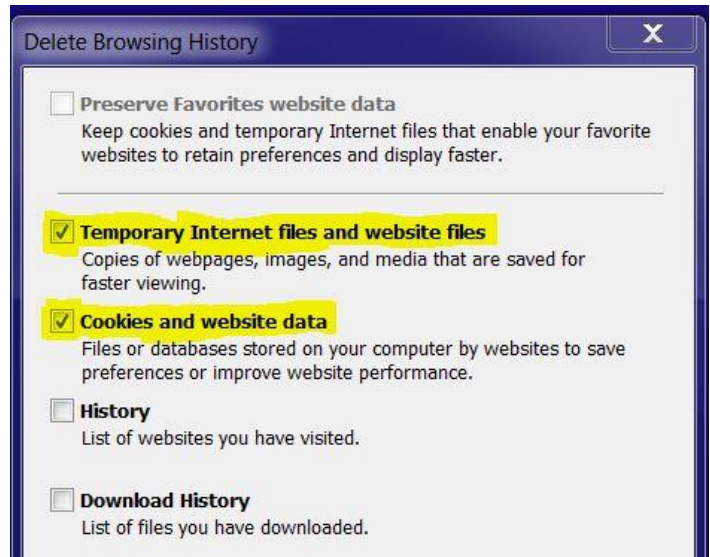 Delete Browsing History
X
Preserve Favorites website data
Keep cookies and temporary Internet files that enable your favorite
websites to retain preferences and display faster.
Temporary Internet files and website files
Copies of webpages, images, and media that are saved for
faster viewing.
Cookies and website data
Files or databases stored on your computer by websites to save
preferences or improve website performance.
History
List of websites you have visited.
Download History
List of files you have downloaded.